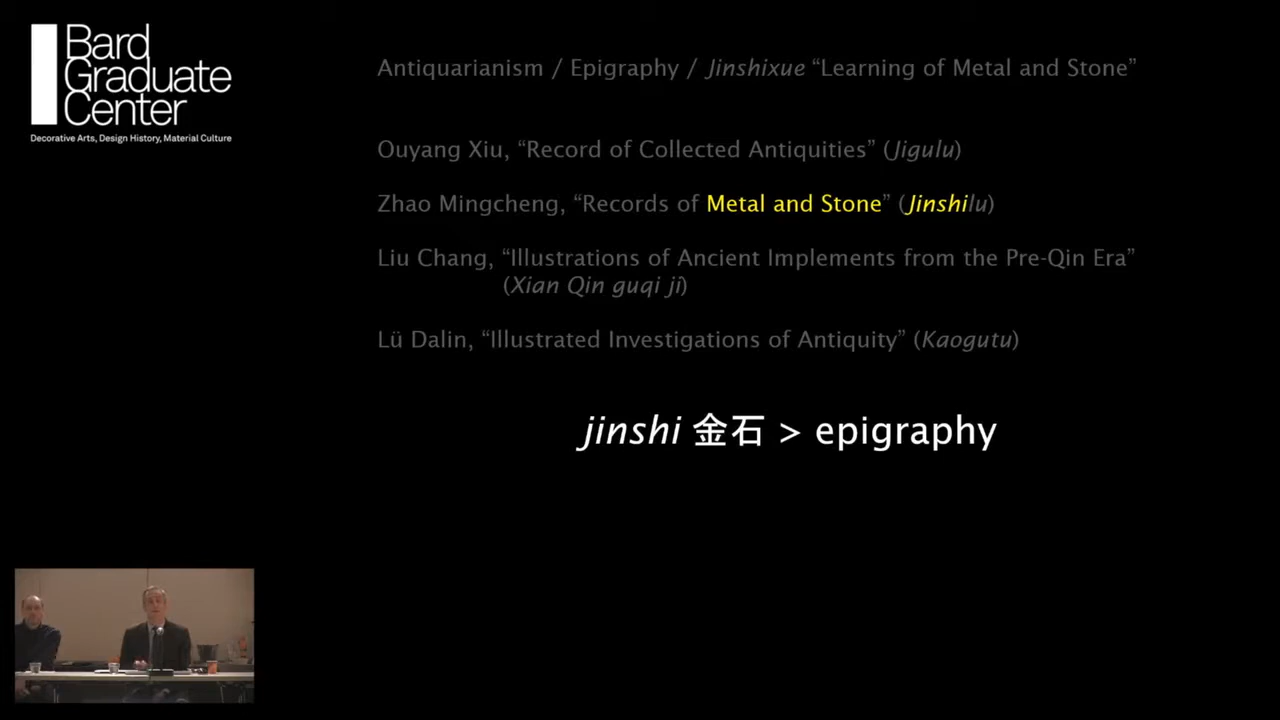 Bard
Graduate
Center
Decorative Arts, Design History, Material Culture
Antiquarianism / Epigraphy / Jinshixue “Learning of Metal and Stone”
Ouyang Xiu, “Record of Collected Antiquities” (Jigulu)
Zhao Mingcheng, “Records of Metal and Stone” (Jinshilu)
Liu Chang, “Illustrations of Ancient Implements from the Pre-Qin Era”
(Xian Qin guqi ji)
Lü Dalin, “Illustrated Investigations of Antiquity” (Kaogutu)
jinshi 金石 > epigraphy